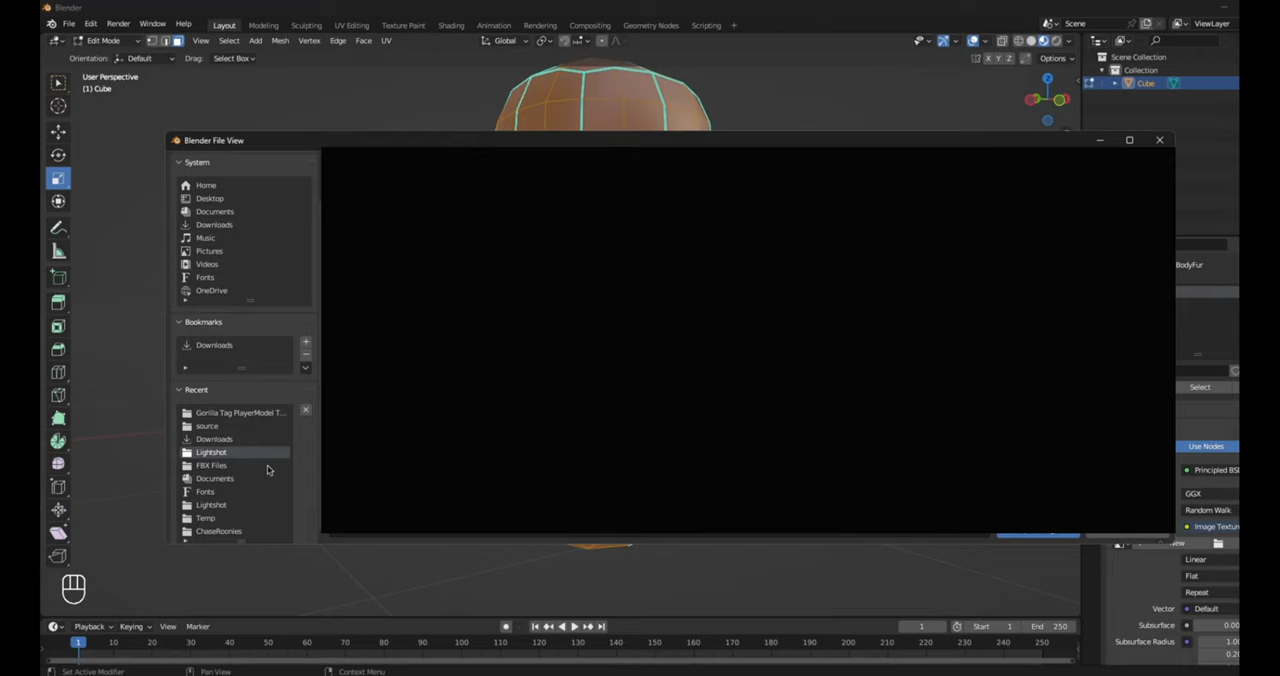 Blender
File Edit Render Window Help Layout Modeling Sculpting UV Editing Texture Paint Shading Animation Rendering Compositing Geometry Nodes Scripting + Scene ViewLayer
Edit Mode View Select Add Mesh Vertex Edge Face UV Global
Orientation: Default Drag: Select Box X Y Z Options
User Perspective
(1) Cube
Scene Collection
Collection
Cube
Z
Blender File View
System
Home
Desktop
Documents
Downloads
Music
Pictures
Videos
Fonts
OneDrive
Bookmarks
Downloads
Recent
Gorilla Tag PlayerModel T...
source
Downloads
Lightshot
FBX Files
Documents
Fonts
Lightshot
Temp
ChaseRoonies
BodyFur
Select
Use Nodes
Principled BSD
GGX
Random Walk
Image Texture
New
Linear
Flat
Repeat
Vector Default
Subsurface 0.00
Subsurface Radius 1.00
0.20
Playback Keying View Marker 1 Start 1 End 250
1 10 20 30 40 50 60 70 80 90 100 110 120 130 140 150 160 170 180 190 200 210 220 230 240 250
Set Active Modifier Pan View Context Menu